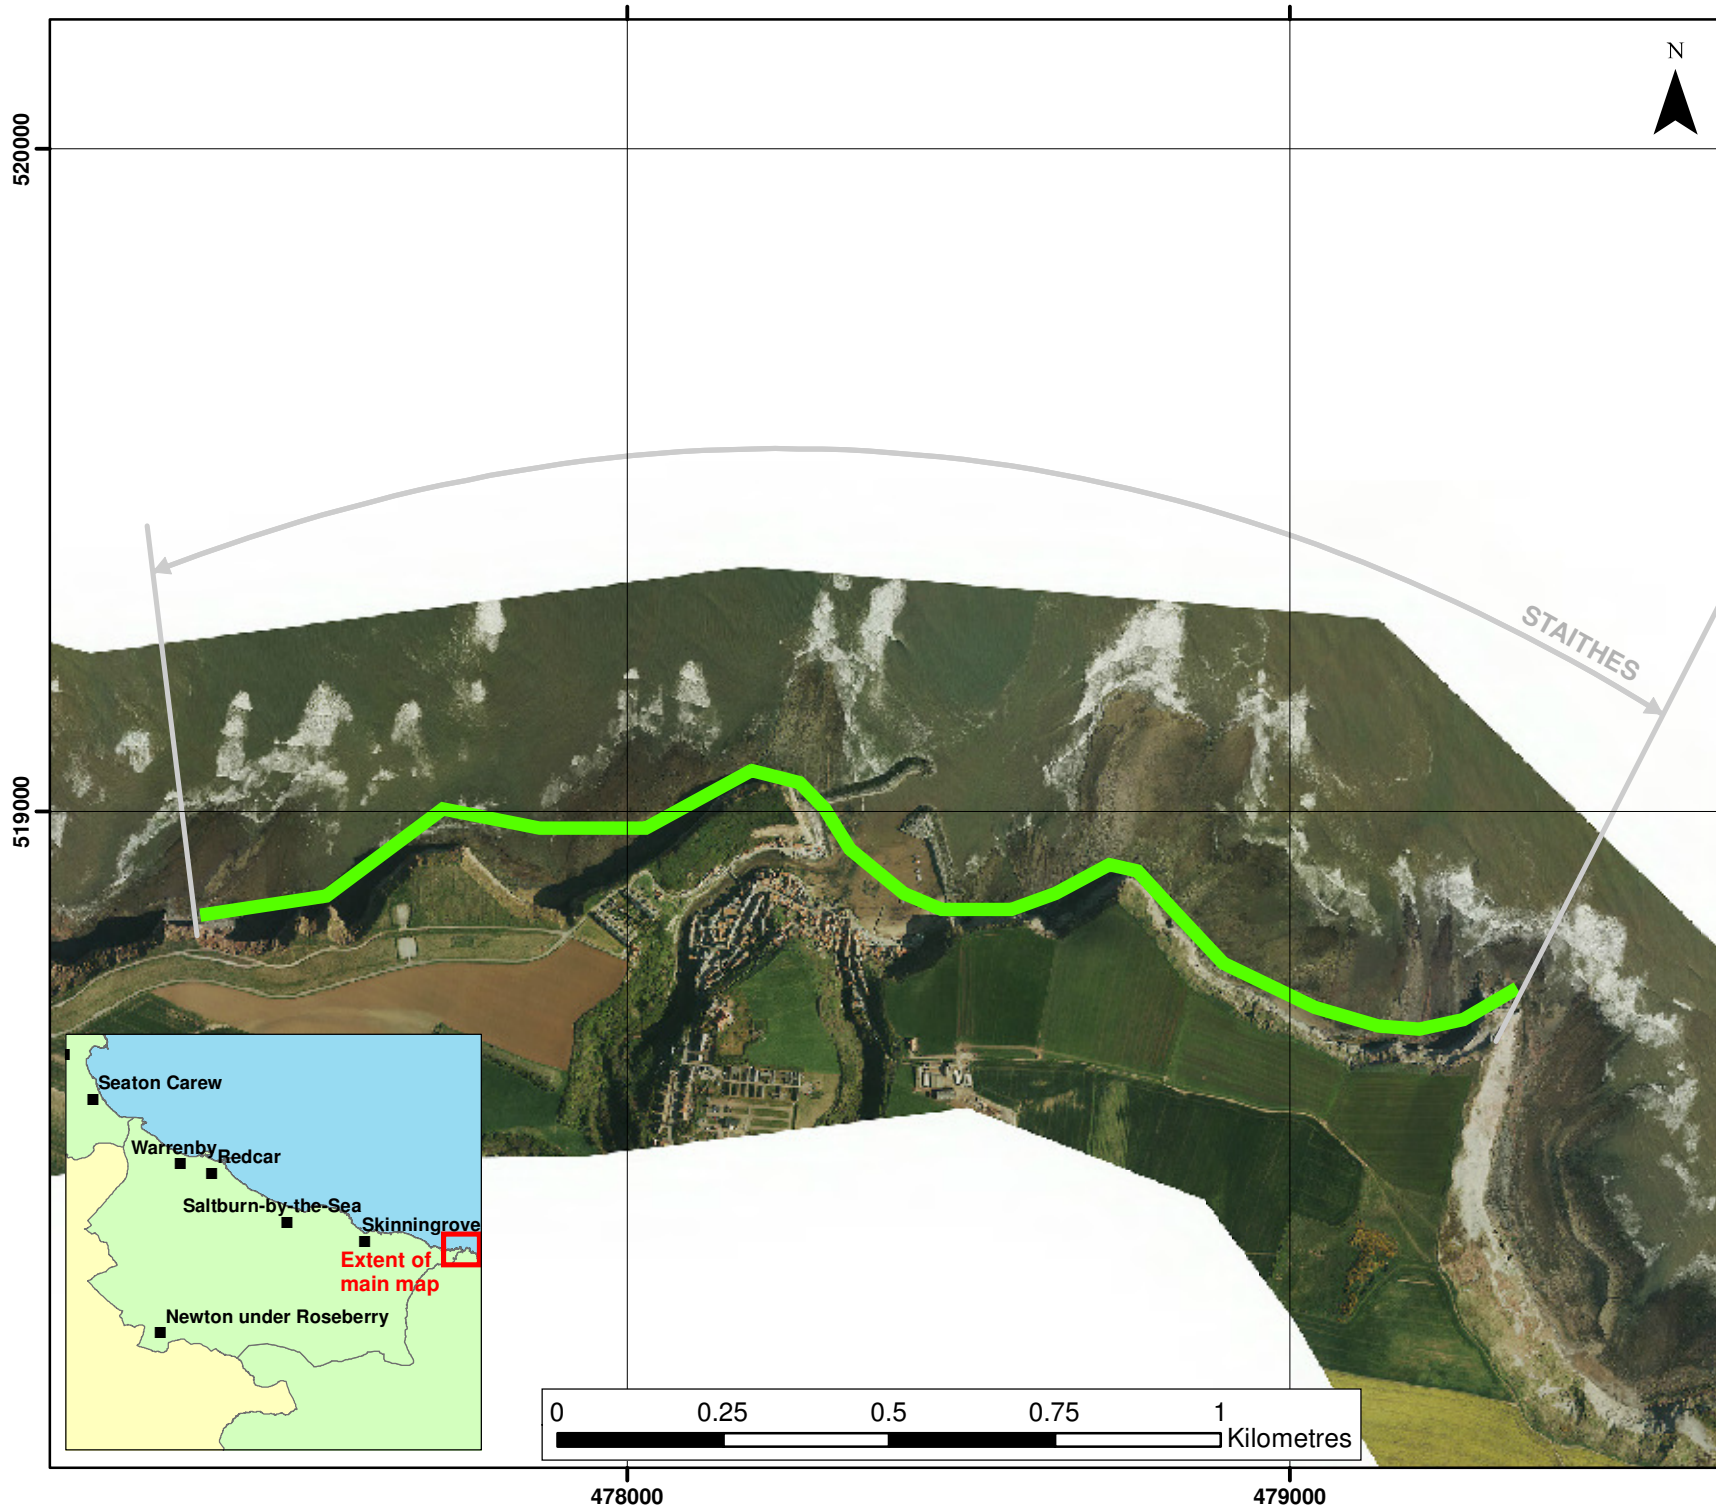 N
520000
STAITHES
519000
Seaton Carew
Warrenby
Redcar
Saltburn-by-the-Sea
Skinningrove
Extent of
main map
Newton under Roseberry
0 0.25 0.5 0.75 1
Kilometres
478000 479000